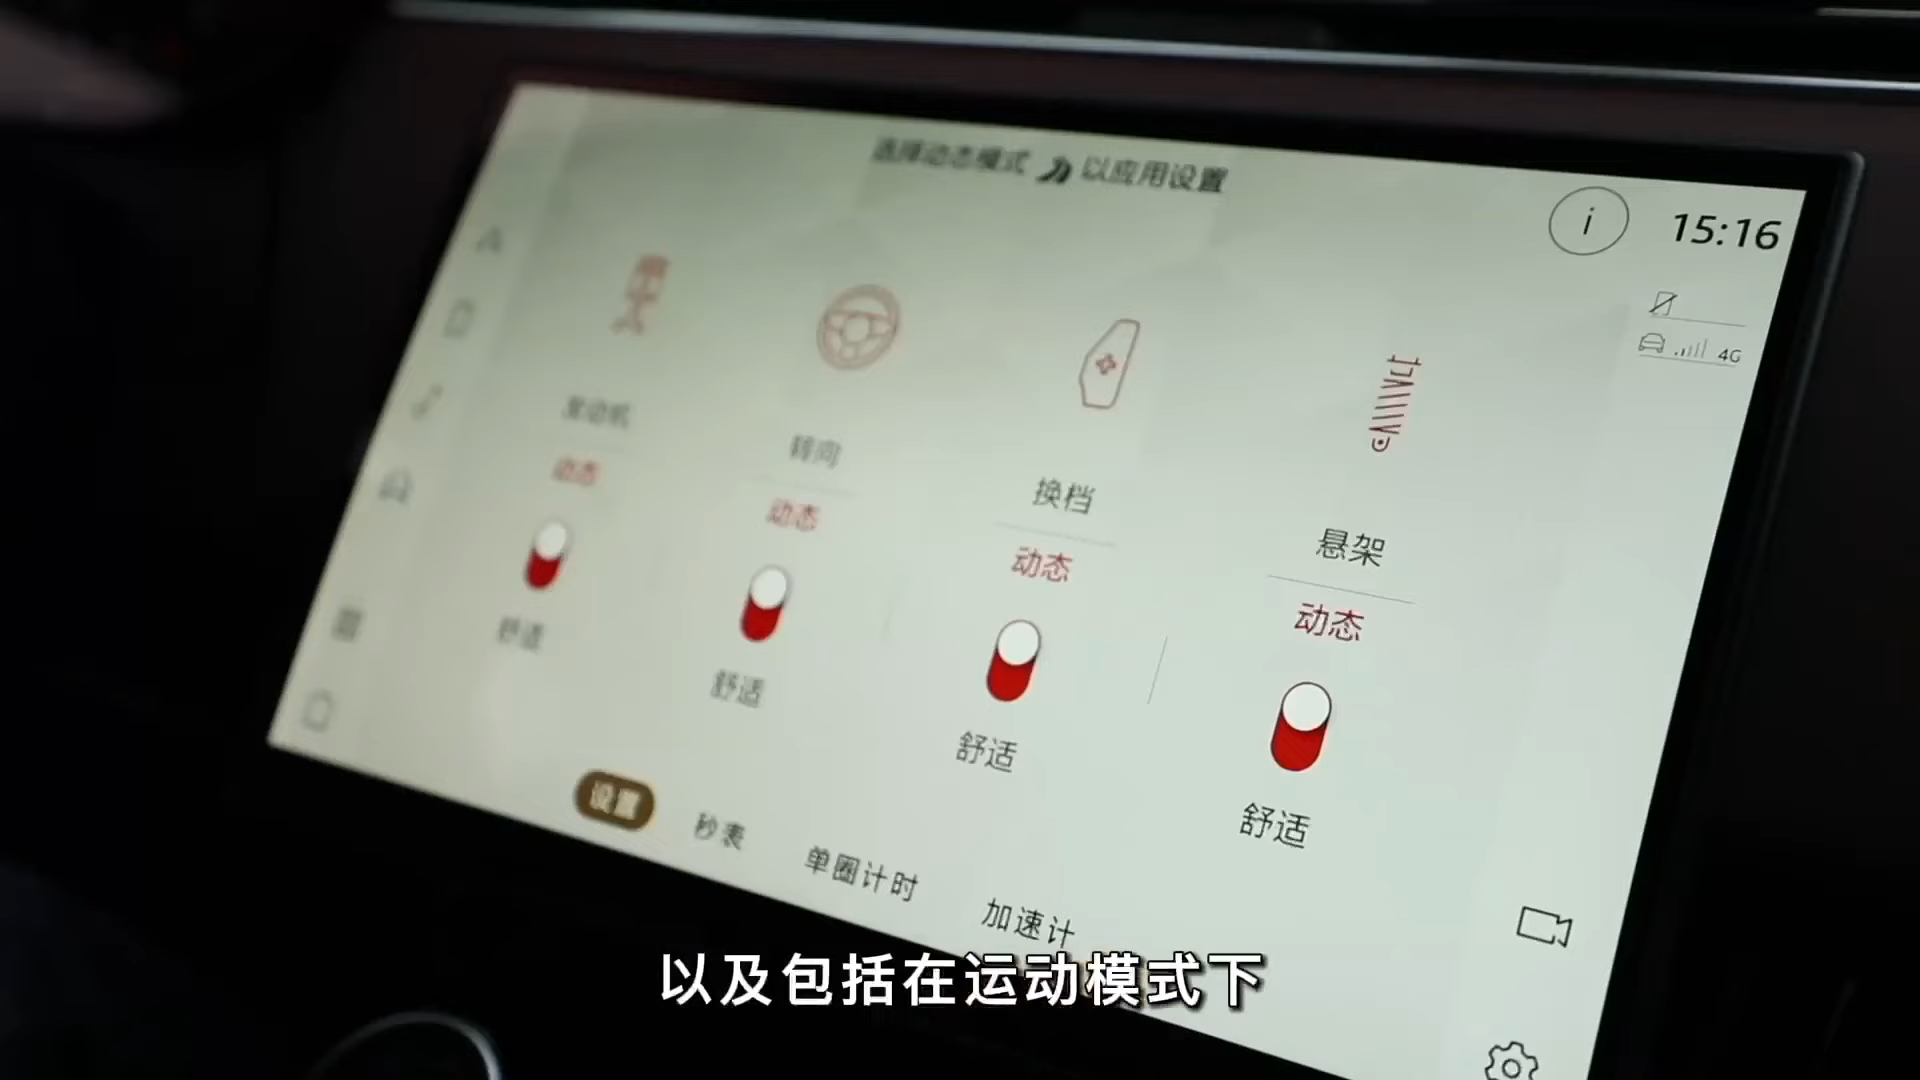 选择动态模式 以应用设置
i 15:16
4G
发动机 转向 换档 悬架
动态 动态 动态 动态
舒适 舒适 舒适 舒适
设置 秒表 单圈计时 加速计
以及包括在运动模式下